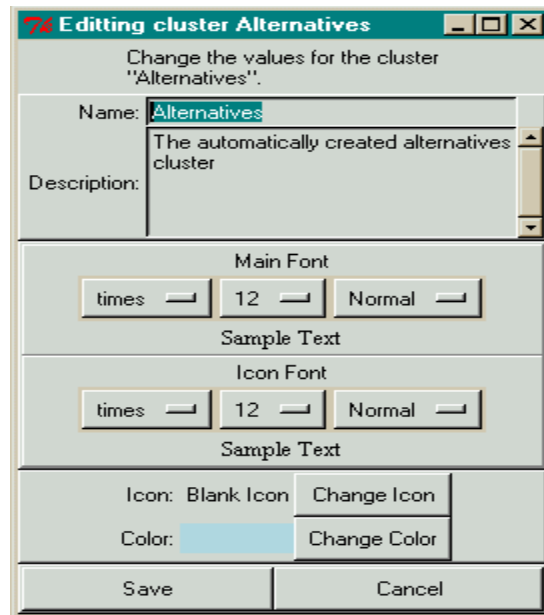 Editting cluster Alternatives
Change the values for the cluster
"Alternatives".
Name: Alternatives
Description: The automatically created alternatives
cluster
Main Font
times 12 Normal
Sample Text
Icon Font
times 12 Normal
Sample Text
Icon: Blank Icon Change Icon
Color: Change Color
Save Cancel